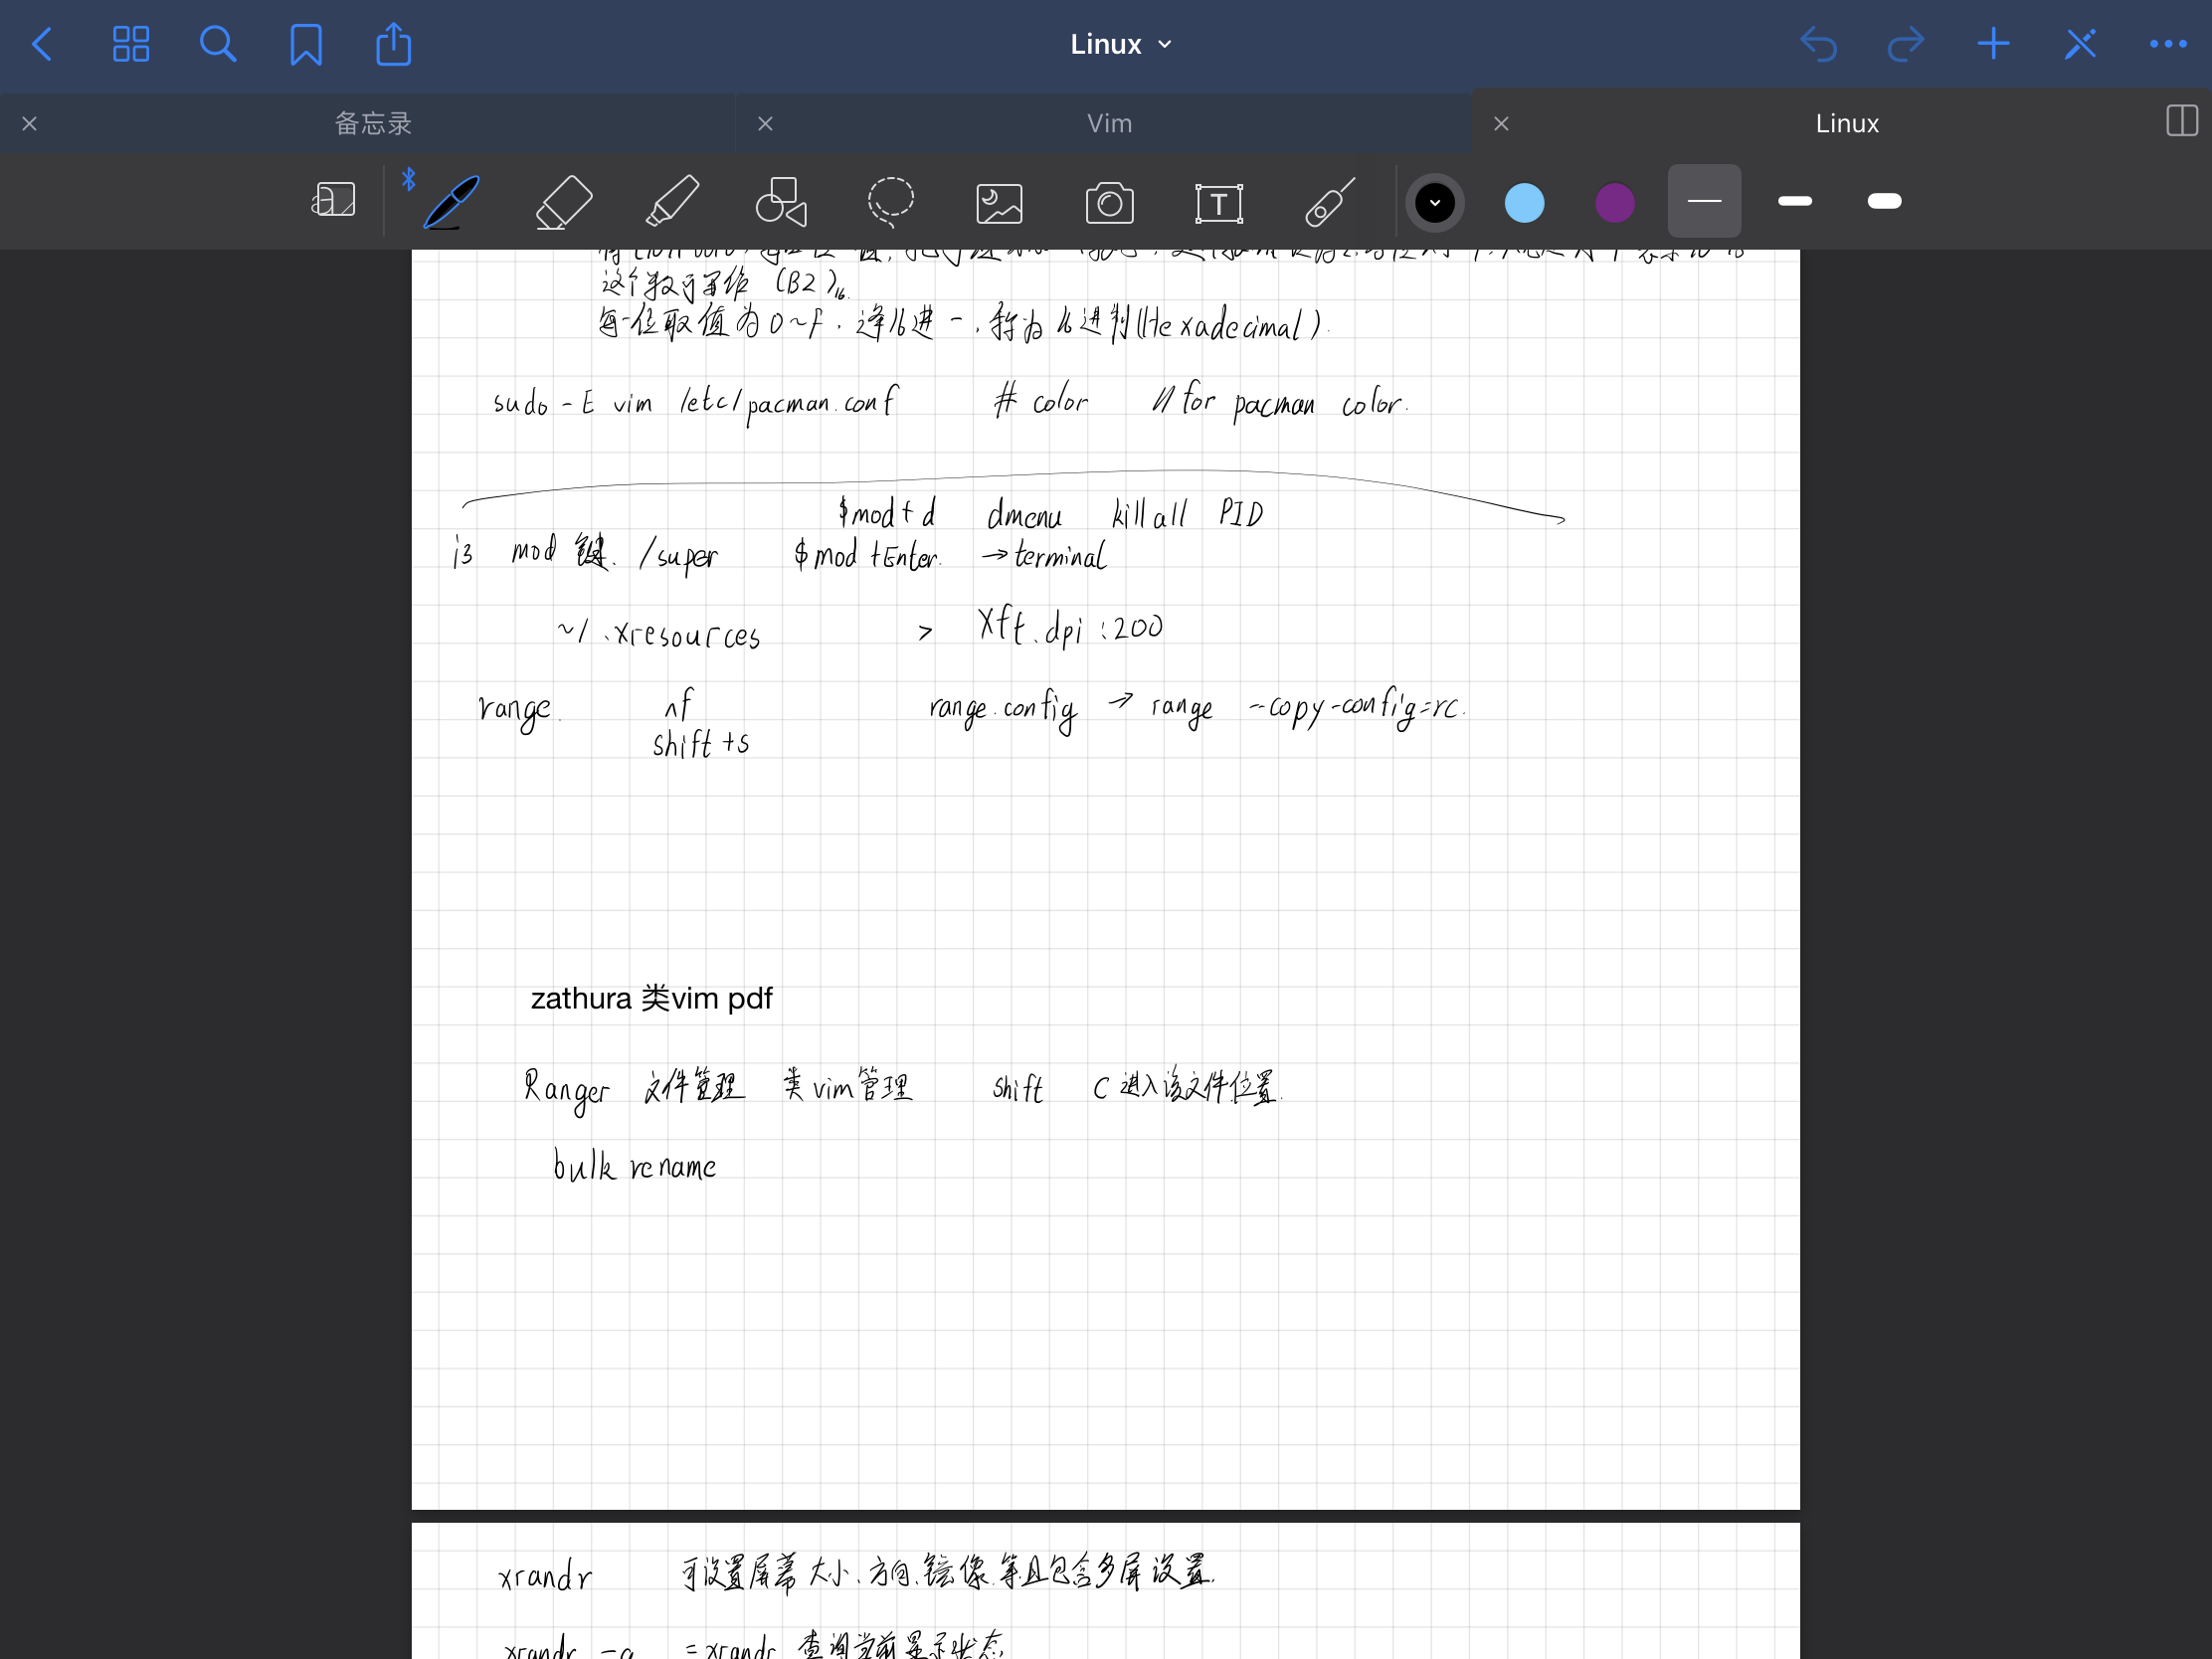 Linux
备忘录
Vim
Linux
这个数可写作 (B2)16.
每一位取值为0~F.逢16进一,称为16进制(Hexadecimal).
sudo -E vim /etc/pacman.conf # color // for pacman color.
$mod+d dmenu killall PID
i3 mod 键. /super $mod +Enter. →terminal
~/ .xresources > Xft.dpi :200
range. nf range.config → range --copy-config=rc.
shift +s
zathura 类vim pdf
Ranger 文件管理 类vim管理 shift C 进入该文件位置.
bulk rename
xrandr 可设置屏幕大小、方向、镜像.等且包含多屏设置.
xrandr -q = xrandr 查询当前显示状态